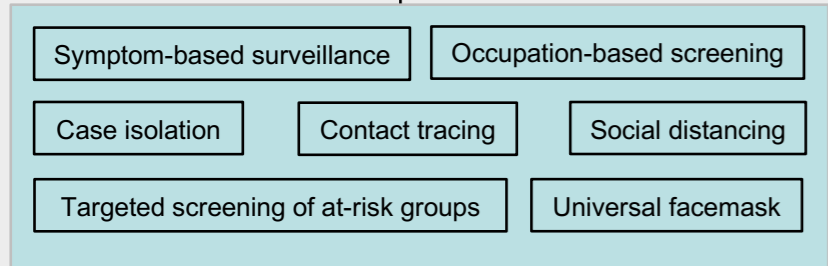 Symptom-based surveillance Occupation-based screening
Case isolation Contact tracing Social distancing
Targeted screening of at-risk groups Universal facemask